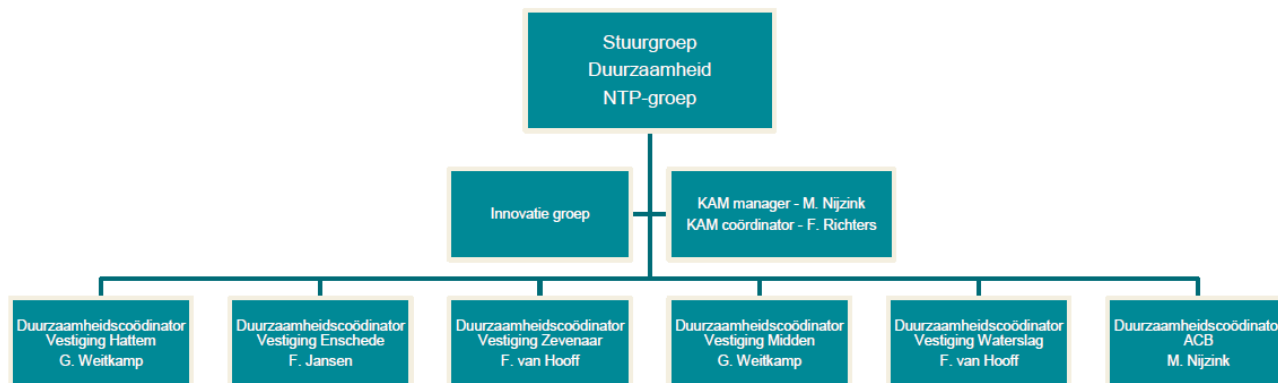 Stuurgroep
Duurzaamheid
NTP-groep
Innovatie groep
KAM manager - M. Nijzink
KAM coördinator - F. Richters
Duurzaamheidscoödinator
Vestiging Hattem
G. Weitkamp
Duurzaamheidscoödinator
Vestiging Enschede
F. Jansen
Duurzaamheidscoödinator
Vestiging Zevenaar
F. van Hooff
Duurzaamheidscoödinator
Vestiging Midden
G. Weitkamp
Duurzaamheidscoödinator
Vestiging Waterslag
F. van Hooff
Duurzaamheidscoödinator
ACB
M. Nijzink